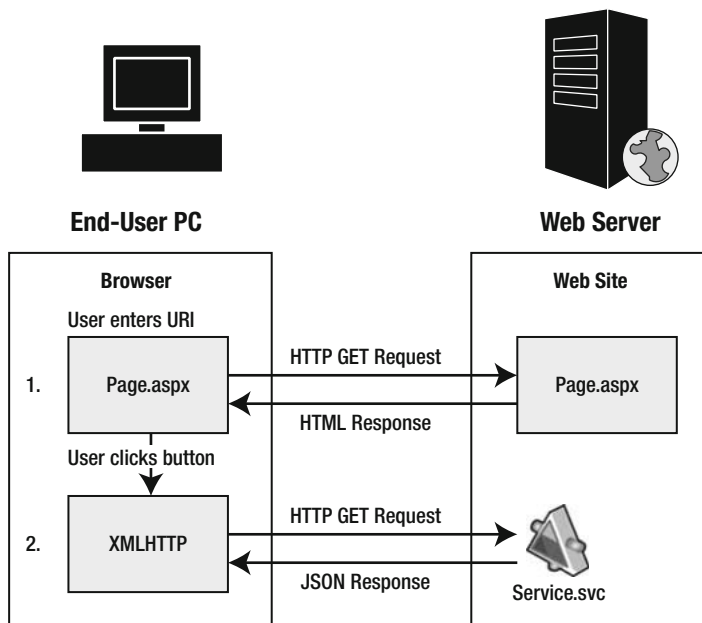 End-User PC
Web Server
Browser
Web Site
User enters URI
HTTP GET Request
1.
Page.aspx
Page.aspx
HTML Response
User clicks button
HTTP GET Request
2.
XMLHTTP
JSON Response
Service.svc